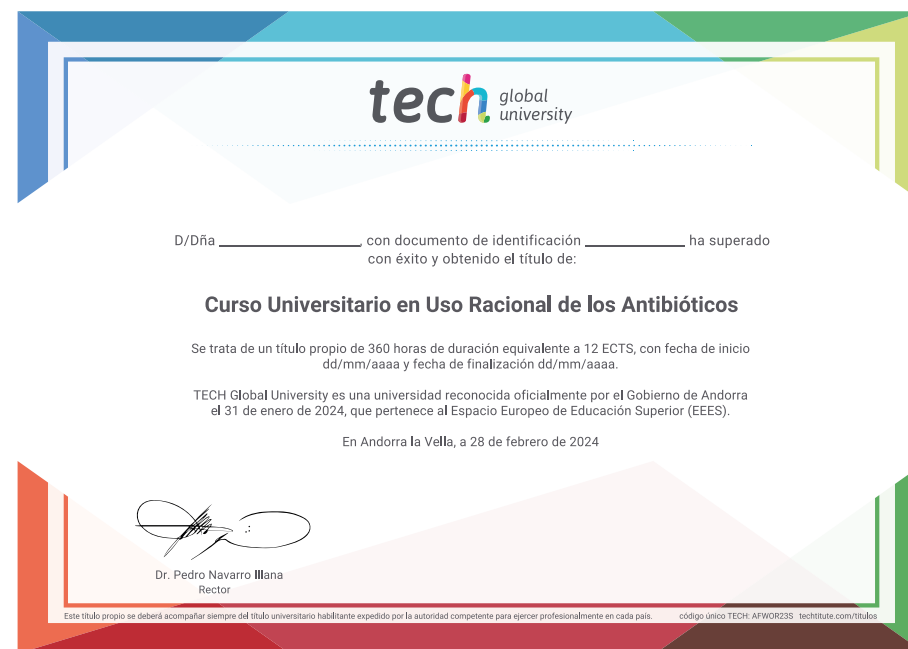 tech global
university
D/Dña ____________________, con documento de identificación ______________ ha superado
con éxito y obtenido el título de:
Curso Universitario en Uso Racional de los Antibióticos
Se trata de un título propio de 360 horas de duración equivalente a 12 ECTS, con fecha de inicio
dd/mm/aaaa y fecha de finalización dd/mm/aaaa.
TECH Global University es una universidad reconocida oficialmente por el Gobierno de Andorra
el 31 de enero de 2024, que pertenece al Espacio Europeo de Educación Superior (EEES).
En Andorra la Vella, a 28 de febrero de 2024
Dr. Pedro Navarro Illana
Rector
Este título propio se deberá acompañar siempre del título universitario habilitante expedido por la autoridad competente para ejercer profesionalmente en cada país. código único TECH: AFWOR23S techtitute.com/titulos